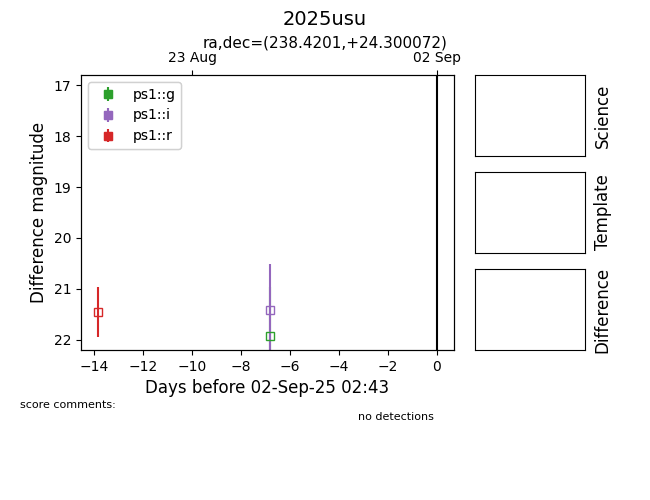 2025usu
ra,dec=(238.4201,+24.300072)
23 Aug
02 Sep
ps1::g
ps1::i
ps1::r
17
18
19
20
21
22
Difference magnitude
−14
−12
−10
−8
−6
−4
−2
0
Days before 02-Sep-25 02:43
Science
Template
Difference
score comments:
no detections